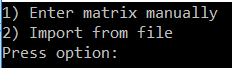 1) Enter matrix manually
2) Import from file
Press option: